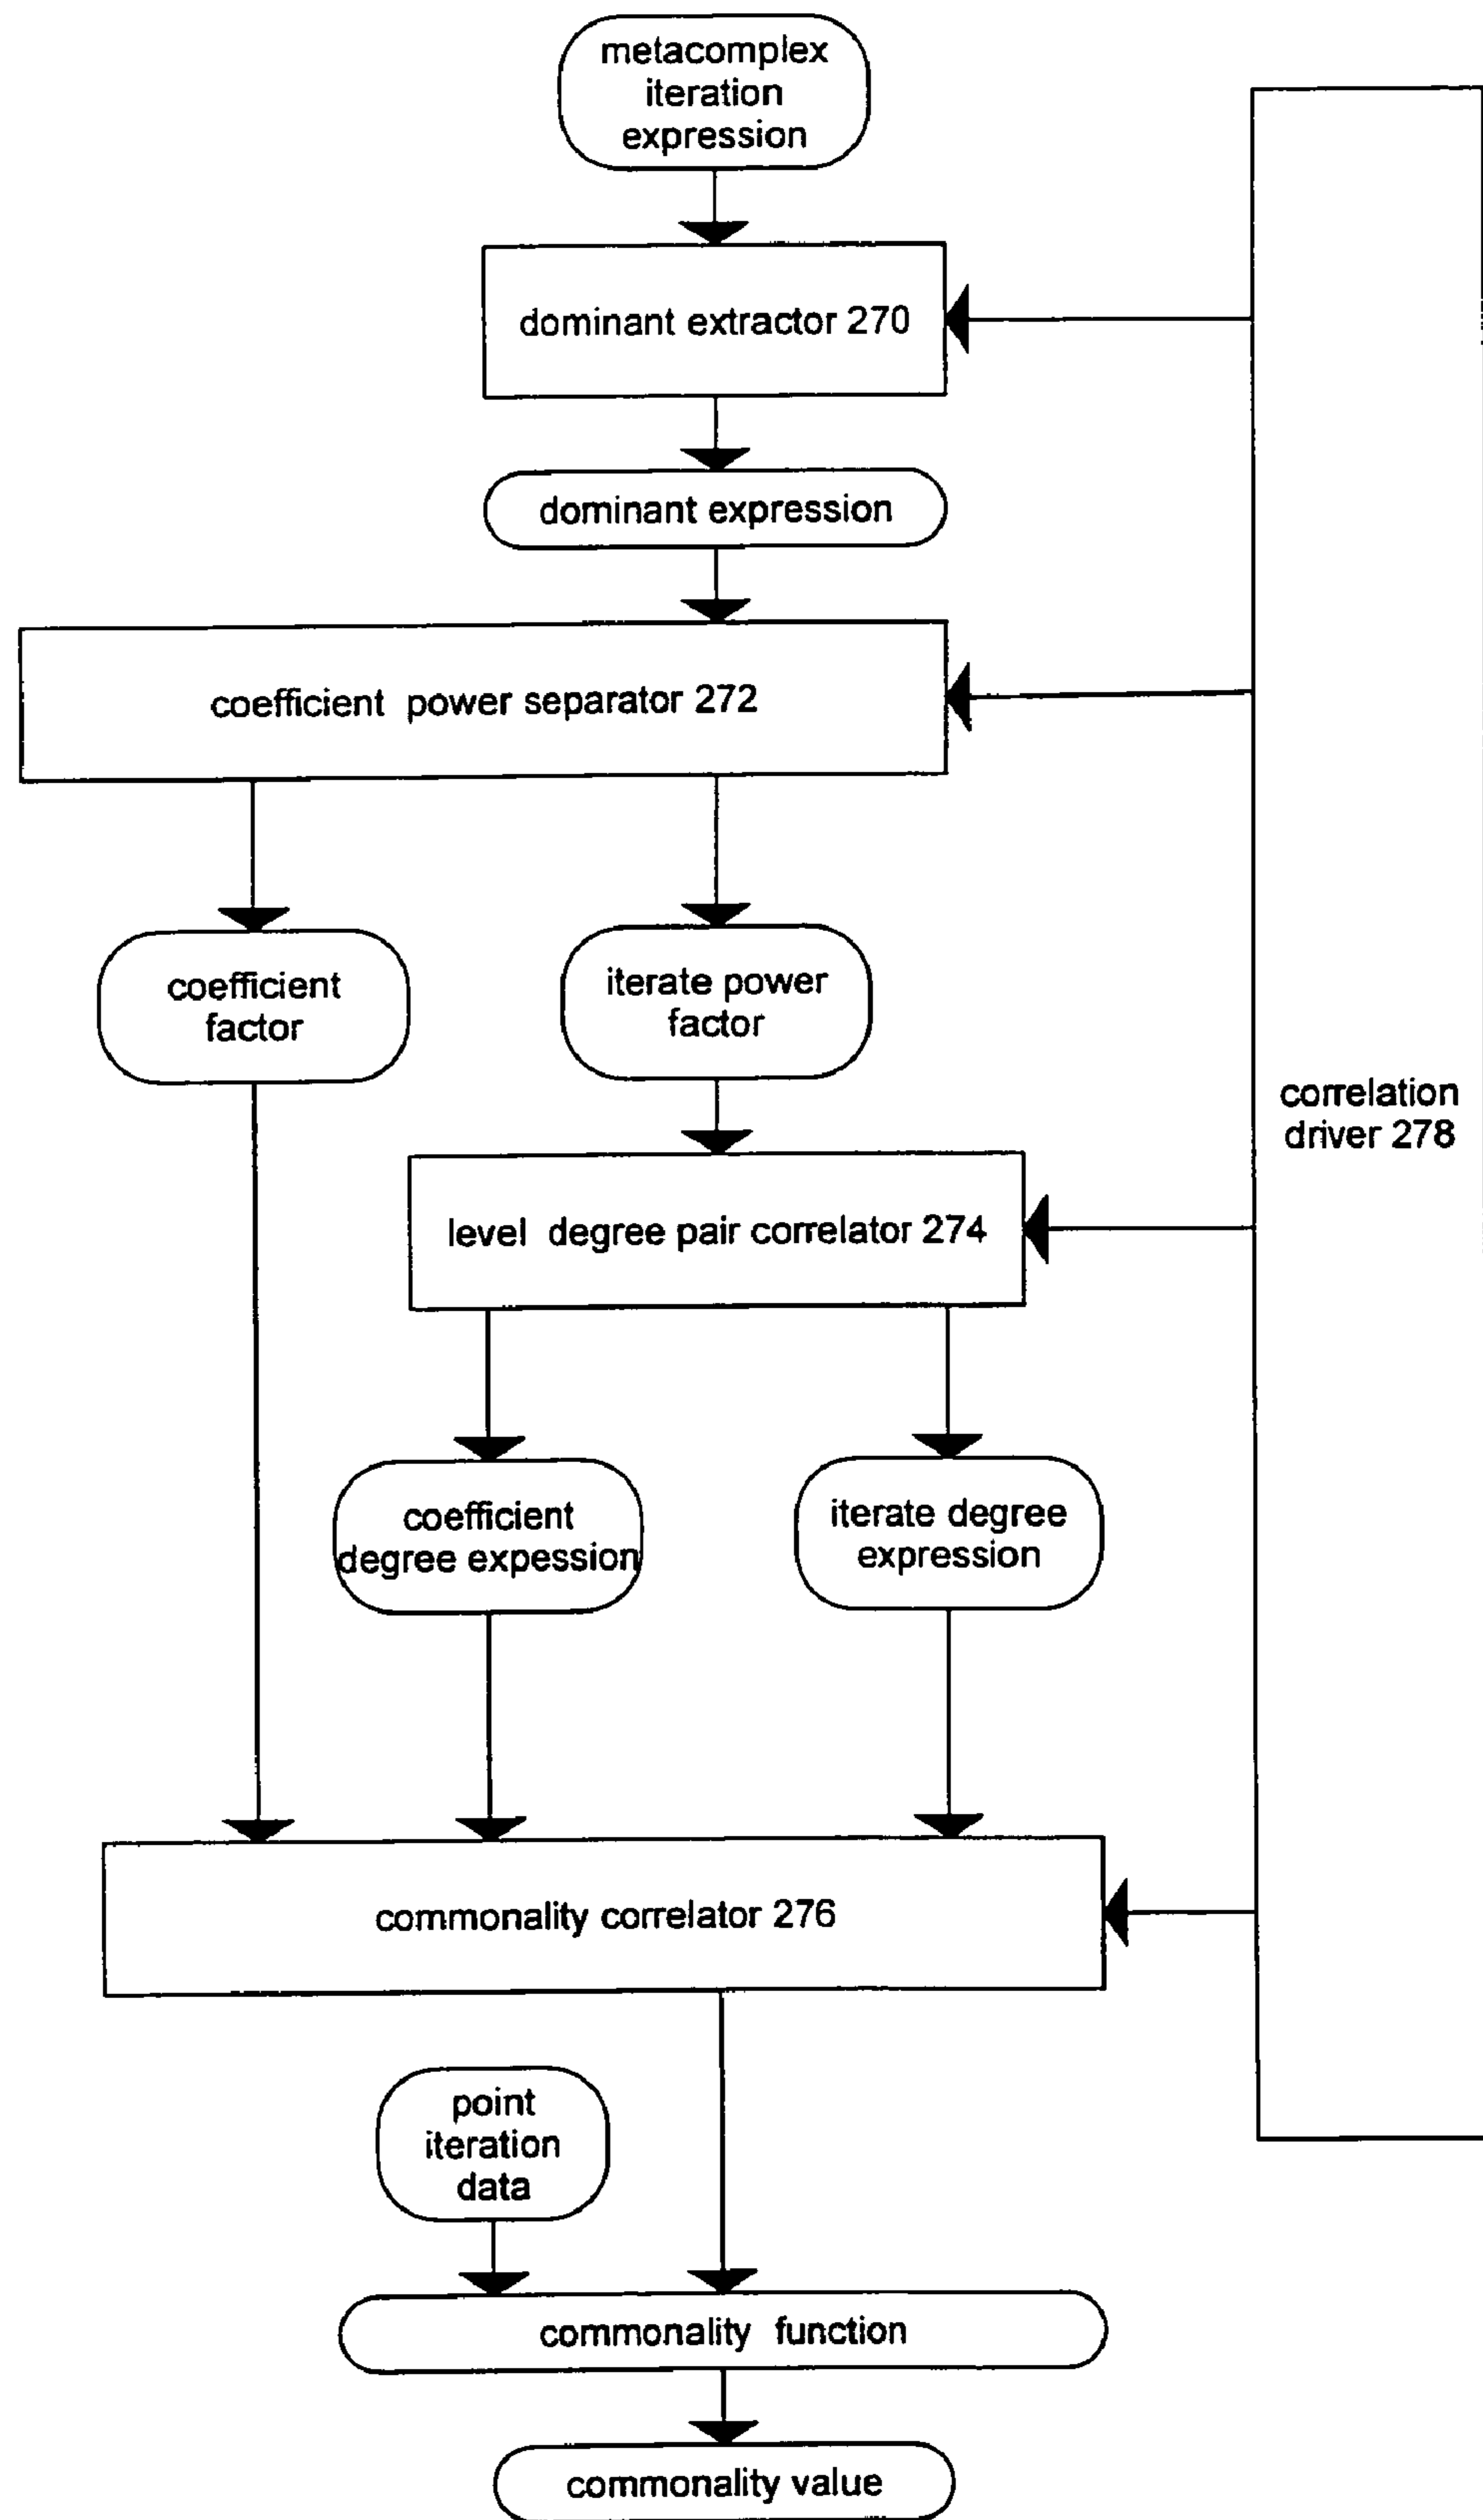 metacomplex
iteration
expression
dominant extractor 270
dominant expression
coefficient power separator 272
coefficient
factor
iterate power
factor
correlation
driver 278
level degree pair correlator 274
coefficient
degree expession
iterate degree
expression
commonality correlator 276
point
iteration
data
commonality function
commonality value